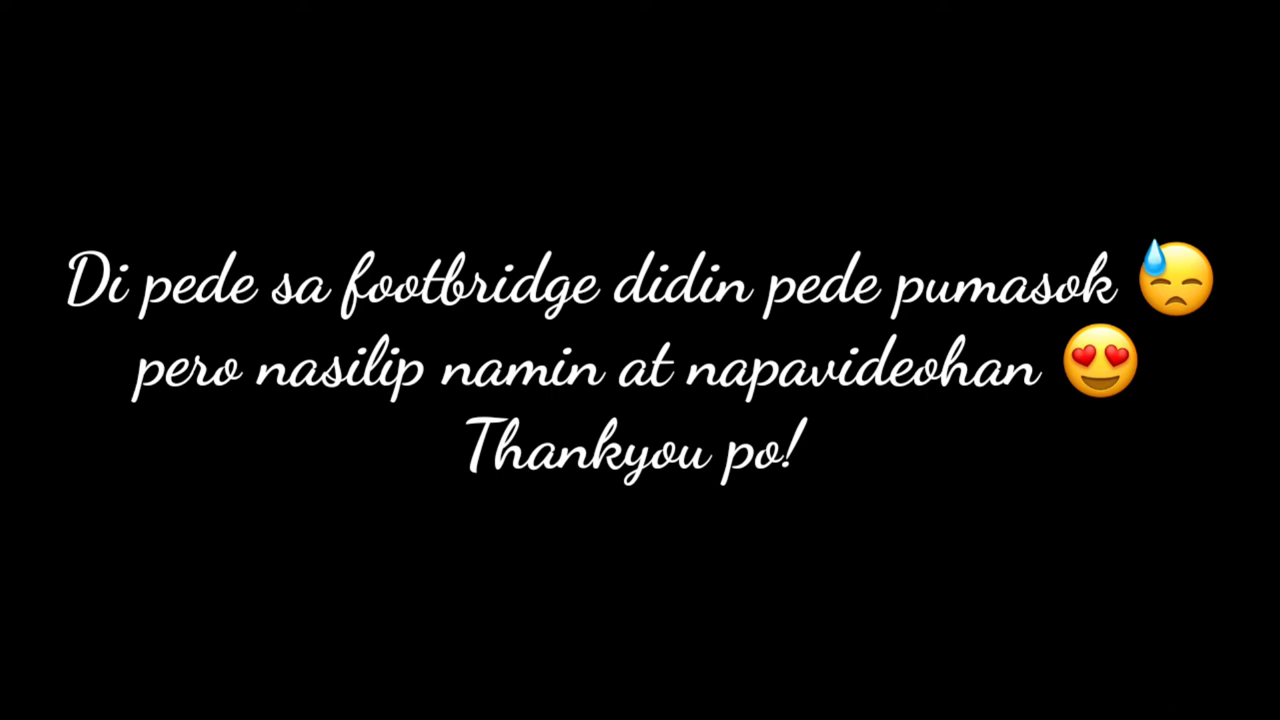 Di pede sa footbridge didin pede pumasok 😓
pero nasilip namin at napavideohan 😍
Thankyou po!